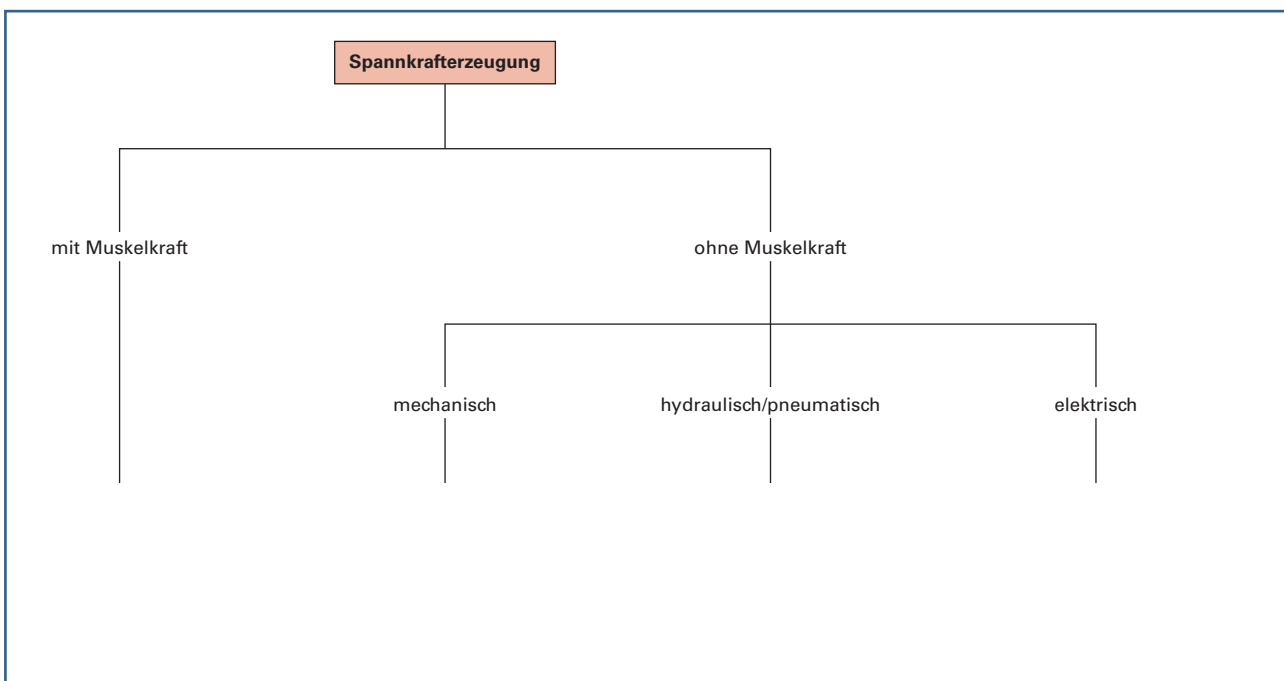 Spannkrafterzeugung
mit Muskelkraft
ohne Muskelkraft
mechanisch
hydraulisch/pneumatisch
elektrisch